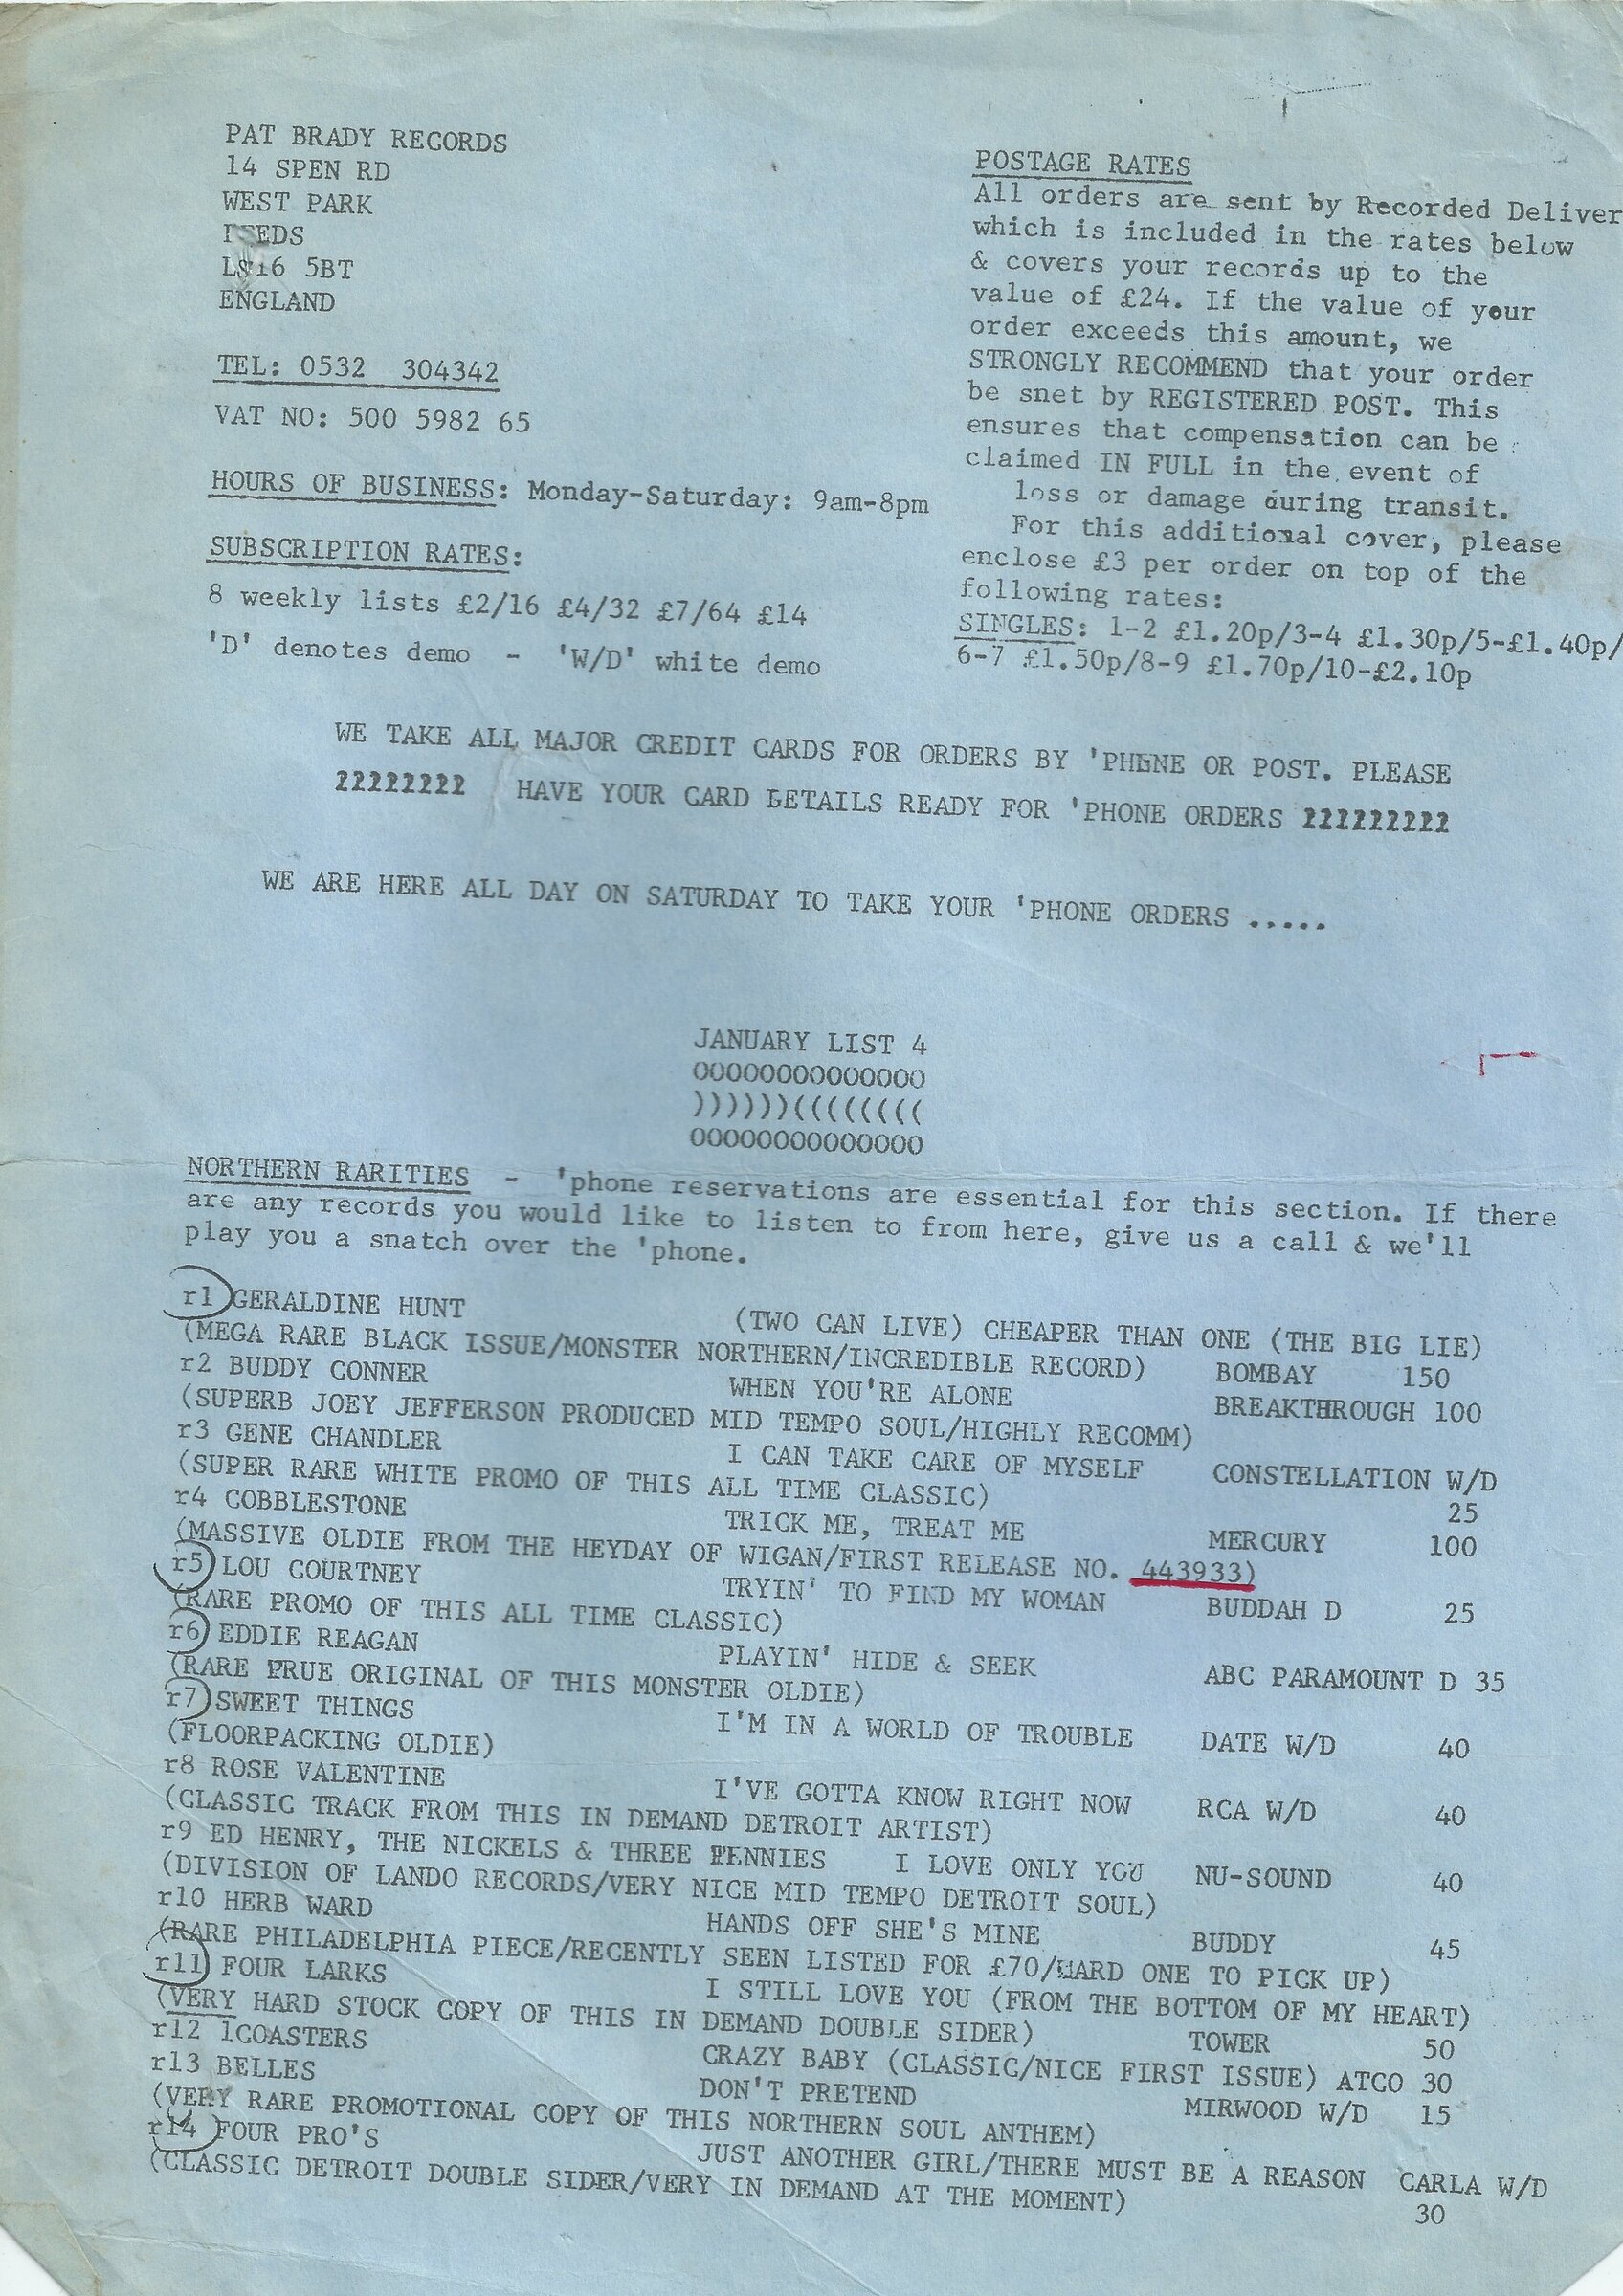 PAT BRADY RECORDS
14 SPEN RD
WEST PARK
LEEDS
LS16 5BT
ENGLAND
TEL: 0532 304342
VAT NO: 500 5982 65
HOURS OF BUSINESS: Monday-Saturday: 9am-8pm
SUBSCRIPTION RATES:
8 weekly lists £2/16 £4/32 £7/64 £14
'D' denotes demo - 'W/D' white demo
POSTAGE RATES
All orders are sent by Recorded Deliver
which is included in the rates below
& covers your records up to the
value of £24. If the value of your
order exceeds this amount, we
STRONGLY RECOMMEND that your order
be snet by REGISTERED POST. This
ensures that compensation can be
claimed IN FULL in the event of
loss or damage during transit.
For this additional cover, please
enclose £3 per order on top of the
following rates:
SINGLES: 1-2 £1.20p/3-4 £1.30p/5-£1.40p/
6-7 £1.50p/8-9 £1.70p/10-£2.10p
WE TAKE ALL MAJOR CREDIT CARDS FOR ORDERS BY 'PHONE OR POST. PLEASE
22222222 HAVE YOUR CARD DETAILS READY FOR 'PHONE ORDERS 222222222
WE ARE HERE ALL DAY ON SATURDAY TO TAKE YOUR 'PHONE ORDERS .....
JANUARY LIST 4
OOOOOOOOOOOOOO
))))))((((((((
OOOOOOOOOOOOOO
NORTHERN RARITIES - 'phone reservations are essential for this section. If there
are any records you would like to listen to from here, give us a call & we'll
play you a snatch over the 'phone.
r1 GERALDINE HUNT (TWO CAN LIVE) CHEAPER THAN ONE (THE BIG LIE)
(MEGA RARE BLACK ISSUE/MONSTER NORTHERN/INCREDIBLE RECORD) BOMBAY 150
r2 BUDDY CONNER WHEN YOU'RE ALONE BREAKTHROUGH 100
(SUPERB JOEY JEFFERSON PRODUCED MID TEMPO SOUL/HIGHLY RECOMM)
r3 GENE CHANDLER I CAN TAKE CARE OF MYSELF CONSTELLATION W/D
(SUPER RARE WHITE PROMO OF THIS ALL TIME CLASSIC) 25
r4 COBBLESTONE TRICK ME, TREAT ME MERCURY 100
(MASSIVE OLDIE FROM THE HEYDAY OF WIGAN/FIRST RELEASE NO. 443933)
r5 LOU COURTNEY TRYIN' TO FIND MY WOMAN BUDDAH D 25
(RARE PROMO OF THIS ALL TIME CLASSIC)
r6 EDDIE REAGAN PLAYIN' HIDE & SEEK ABC PARAMOUNT D 35
(RARE PRUE ORIGINAL OF THIS MONSTER OLDIE)
r7 SWEET THINGS I'M IN A WORLD OF TROUBLE DATE W/D 40
(FLOORPACKING OLDIE)
r8 ROSE VALENTINE I'VE GOTTA KNOW RIGHT NOW RCA W/D 40
(CLASSIC TRACK FROM THIS IN DEMAND DETROIT ARTIST)
r9 ED HENRY, THE NICKELS & THREE PENNIES I LOVE ONLY YOU NU-SOUND 40
(DIVISION OF LANDO RECORDS/VERY NICE MID TEMPO DETROIT SOUL)
r10 HERB WARD HANDS OFF SHE'S MINE BUDDY 45
(RARE PHILADELPHIA PIECE/RECENTLY SEEN LISTED FOR £70/HARD ONE TO PICK UP)
r11 FOUR LARKS I STILL LOVE YOU (FROM THE BOTTOM OF MY HEART)
(VERY HARD STOCK COPY OF THIS IN DEMAND DOUBLE SIDER) TOWER 50
r12 lCOASTERS CRAZY BABY (CLASSIC/NICE FIRST ISSUE) ATCO 30
r13 BELLES DON'T PRETEND MIRWOOD W/D 15
(VERY RARE PROMOTIONAL COPY OF THIS NORTHERN SOUL ANTHEM)
r14 FOUR PRO'S JUST ANOTHER GIRL/THERE MUST BE A REASON CARLA W/D
(CLASSIC DETROIT DOUBLE SIDER/VERY IN DEMAND AT THE MOMENT) 30